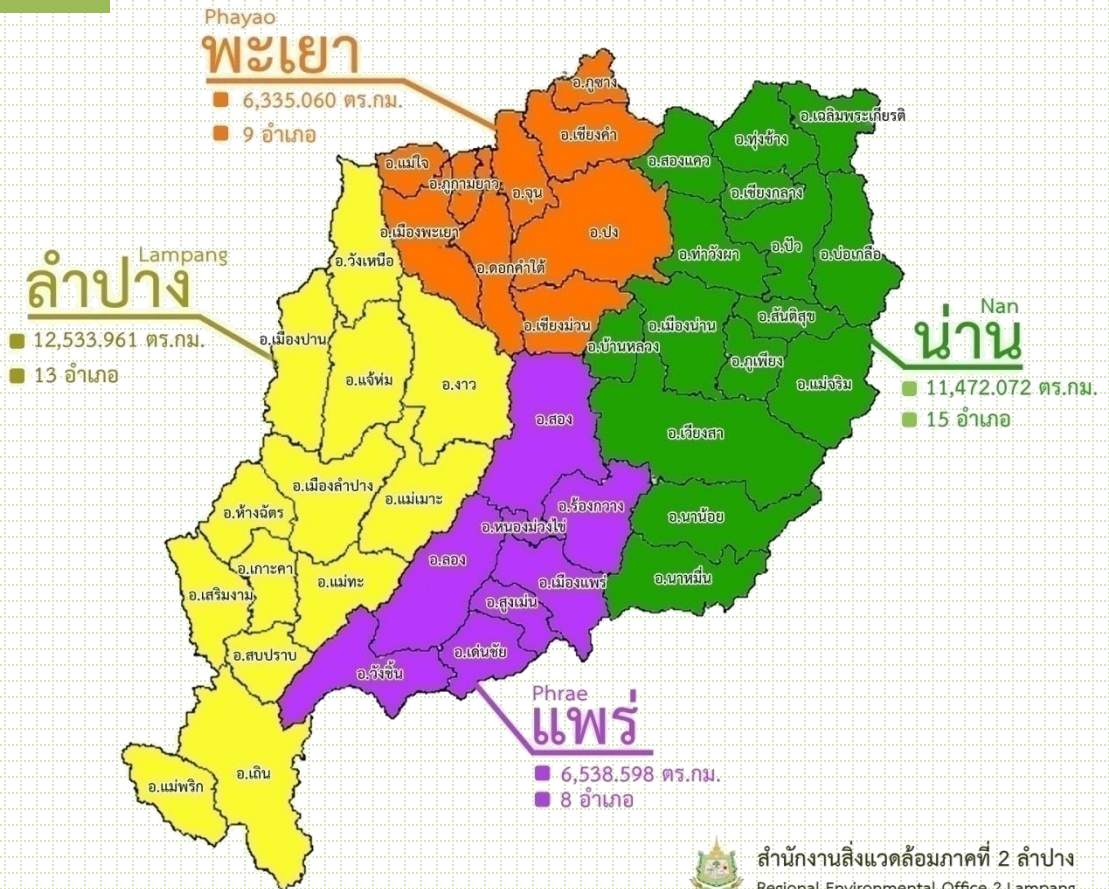 Phayao
พะเยา
6,335.060 ตร.กม.
9 อำเภอ
Lampang
ลำปาง
12,533.961 ตร.กม.
13 อำเภอ
Nan
น่าน
11,472.072 ตร.กม.
15 อำเภอ
Phrae
แพร่
6,538.598 ตร.กม.
8 อำเภอ
อ.ภูซาง
อ.เชียงคำ
อ.แม่ใจ
อ.ภูกามยาว
อ.จุน
อ.เมืองพะเยา
อ.ดอกคำใต้
อ.ปง
อ.เชียงม่วน
อ.เฉลิมพระเกียรติ
อ.ทุ่งช้าง
อ.สองแคว
อ.เชียงกลาง
อ.ท่าวังผา
อ.ปัว
อ.บ่อเกลือ
อ.สันติสุข
อ.เมืองน่าน
อ.บ้านหลวง
อ.ภูเพียง
อ.แม่จริม
อ.เวียงสา
อ.นาน้อย
อ.นาหมื่น
อ.วังเหนือ
อ.เมืองปาน
อ.แจ้ห่ม
อ.งาว
อ.เมืองลำปาง
อ.แม่เมาะ
อ.ห้างฉัตร
อ.เกาะคา
อ.แม่ทะ
อ.เสริมงาม
อ.สบปราบ
อ.เถิน
อ.แม่พริก
อ.สอง
อ.ร้องกวาง
อ.หนองม่วงไข่
อ.ลอง
อ.เมืองแพร่
อ.สูงเม่น
อ.เด่นชัย
อ.วังชิ้น
สำนักงานสิ่งแวดล้อมภาคที่ 2 ลำปาง
Regional Environmental Office 2 Lampang